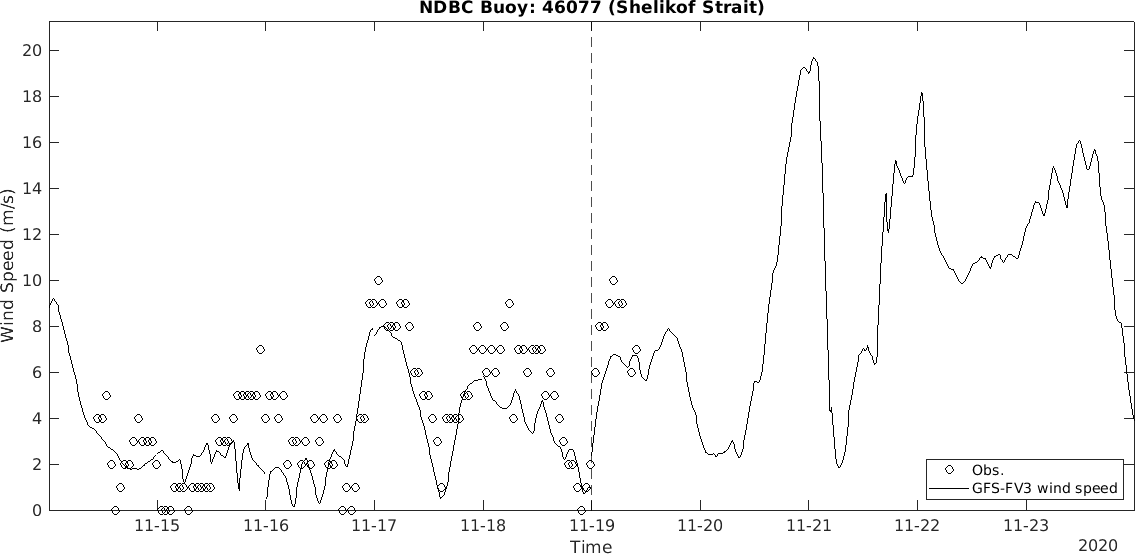 NDBC Buoy: 46077 (Shelikof Strait)
Wind Speed (m/s)
20
18
16
14
12
10
8
6
4
2
0
Obs.
GFS-FV3 wind speed
11-15 11-16 11-17 11-18 11-19 11-20 11-21 11-22 11-23
Time
2020